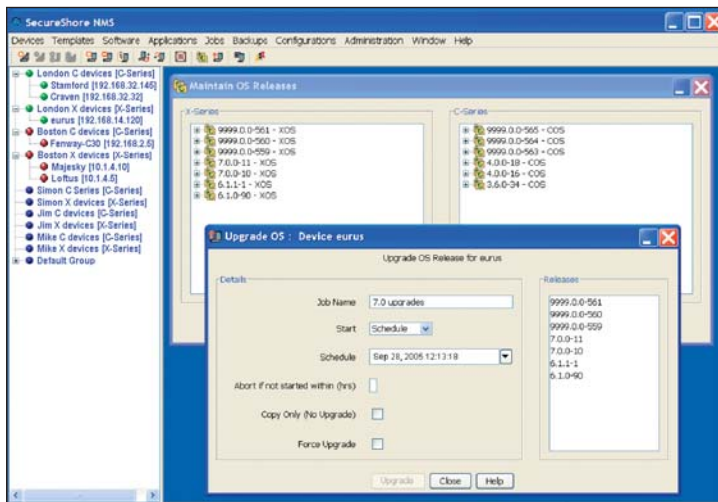 SecureShore NMS
Devices Templates Software Applications Jobs Backups Configurations Administration Window Help
London C devices [C-Series]
Stamford [192.168.32.145]
Craven [192.168.32.32]
London X devices [X-Series]
eurus [192.168.14.120]
Boston C devices [C-Series]
Fenway-C30 [192.168.2.5]
Boston X devices [X-Series]
Majesky [10.1.4.10]
Loftus [10.1.4.5]
Simon C Series [C-Series]
Simon X devices [X-Series]
Jim C devices [C-Series]
Jim X devices [X-Series]
Mike C devices [C-Series]
Mike X devices [X-Series]
Default Group
Maintain OS Releases
X-Series
9999.0.0-561 - XOS
9999.0.0-560 - XOS
9999.0.0-559 - XOS
7.0.0-11 - XOS
7.0.0-10 - XOS
6.1.1-1 - XOS
6.1.0-90 - XOS
C-Series
9999.0.0-565 - COS
9999.0.0-564 - COS
9999.0.0-563 - COS
4.0.0-18 - COS
4.0.0-16 - COS
3.6.0-34 - COS
Upgrade OS : Device eurus
Upgrade OS Release for eurus
Details
Job Name 7.0 upgrades
Start Schedule
Schedule Sep 28, 2005 12:13:18
Abort if not started within (hrs)
Copy Only (No Upgrade)
Force Upgrade
Releases
9999.0.0-561
9999.0.0-560
9999.0.0-559
7.0.0-11
7.0.0-10
6.1.1-1
6.1.0-90
Upgrade Close Help